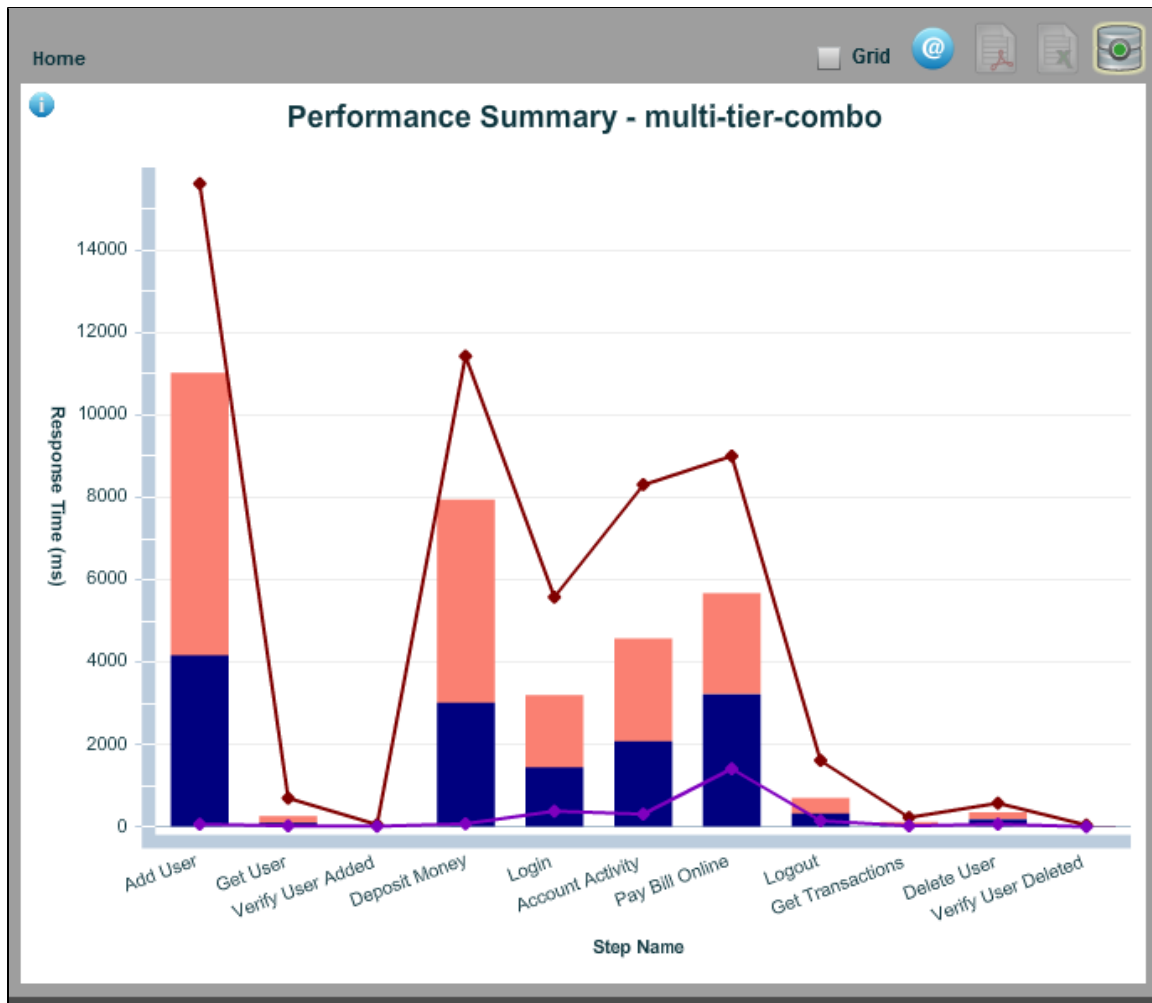 Home
Grid
@
i
Performance Summary - multi-tier-combo
14000
12000
10000
8000
6000
4000
2000
0
Response Time (ms)
Add User
Get User
Verify User Added
Deposit Money
Login
Account Activity
Pay Bill Online
Logout
Get Transactions
Delete User
Verify User Deleted
Step Name